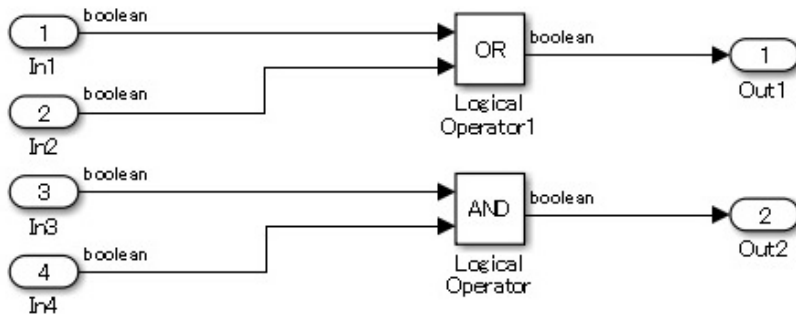 boolean
1
In1
boolean
2
In2
OR
boolean
Logical
Operator1
1
Out1
boolean
3
In3
boolean
4
In4
AND
boolean
Logical
Operator
2
Out2